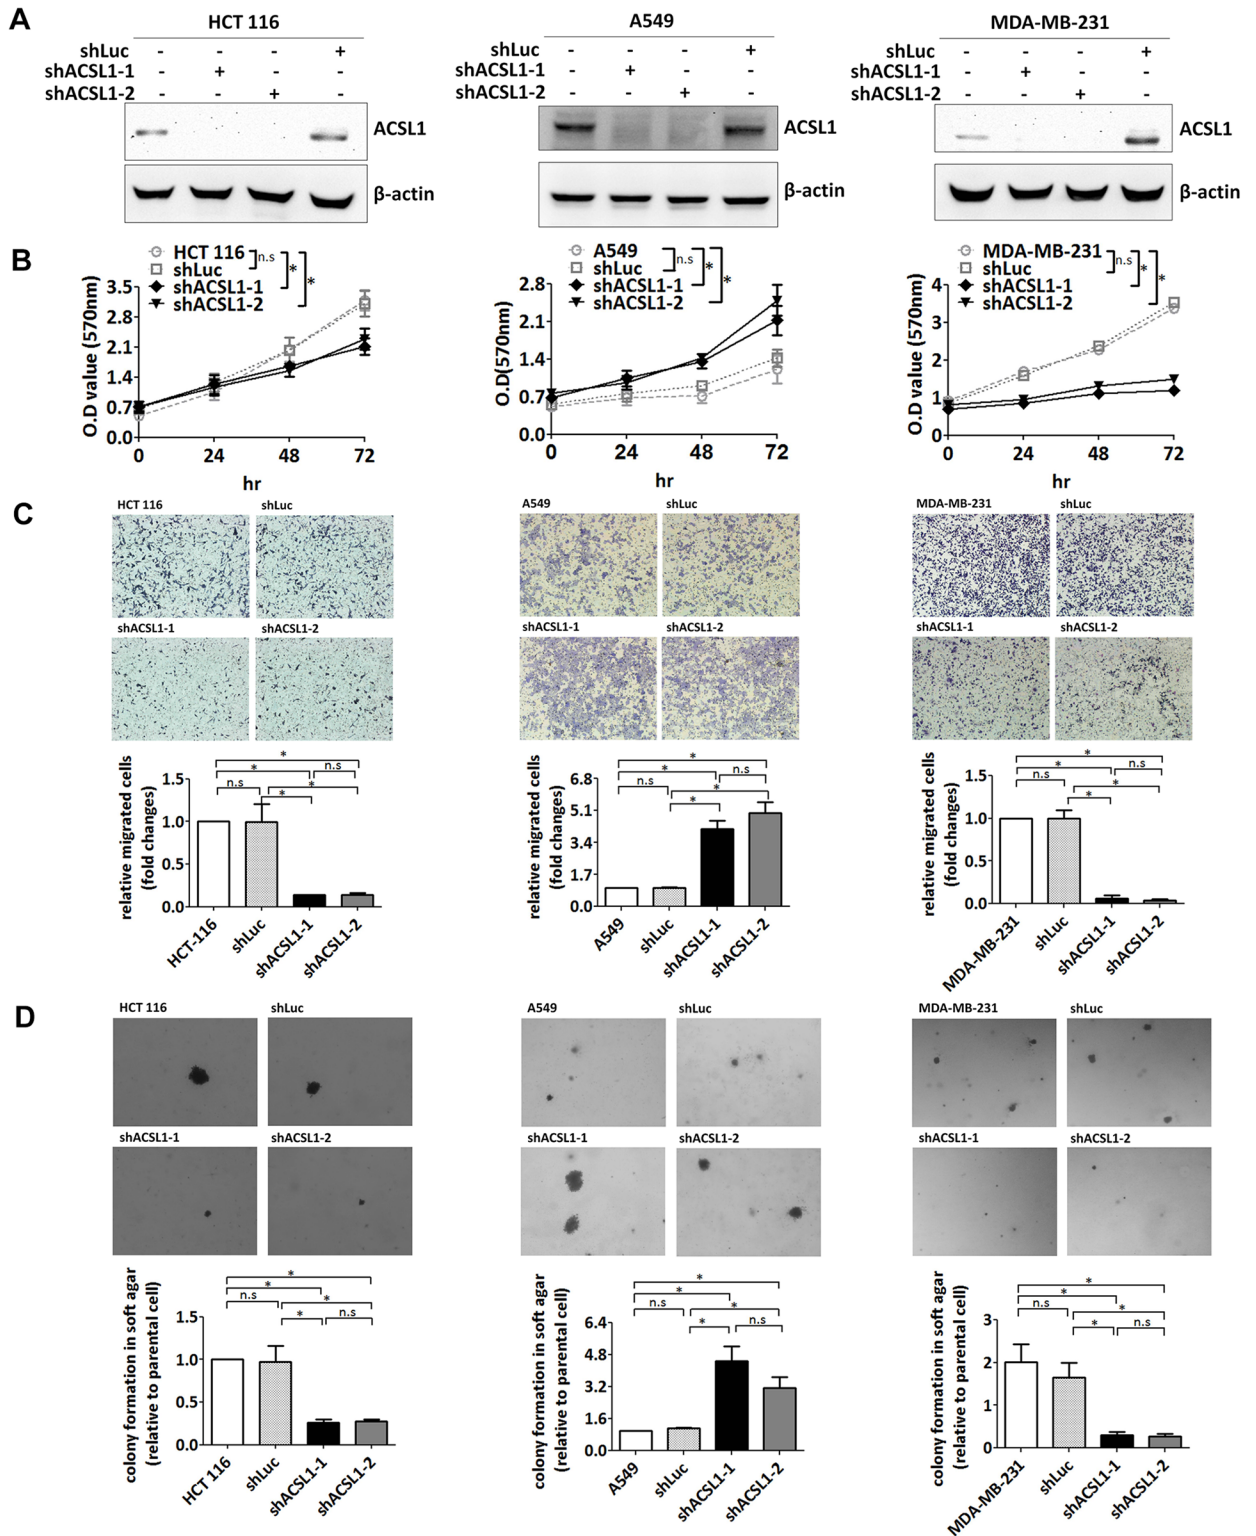 A
HCT 116
A549
MDA-MB-231
shLuc - - - +
shACSL1-1 - + - -
shACSL1-2 - - + -
ACSL1
β-actin
shLuc - - - +
shACSL1-1 - + - -
shACSL1-2 - - + -
ACSL1
β-actin
shLuc - - - +
shACSL1-1 - + - -
shACSL1-2 - - + -
ACSL1
β-actin
B
HCT 116
shLuc
shACSL1-1
shACSL1-2
n.s
*
*
O.D value (570nm)
3.5
2.8
2.1
1.4
0.7
0.0
0 24 48 72
hr
A549
shLuc
shACSL1-1
shACSL1-2
n.s
*
*
O.D(570nm)
2.8
2.1
1.4
0.7
0.0
0 24 48 72
hr
MDA-MB-231
shLuc
shACSL1-1
shACSL1-2
n.s
*
*
O.D value (570nm)
4
3
2
1
0
0 24 48 72
hr
C
HCT 116 shLuc
shACSL1-1 shACSL1-2
A549 shLuc
shACSL1-1 shACSL1-2
MDA-MB-231 shLuc
shACSL1-1 shACSL1-2
relative migrated cells
(fold changes)
*
* n.s
n.s *
*
1.5
1.0
0.5
0.0
HCT-116
shLuc
shACSL1-1
shACSL1-2
relative migrated cells
(fold changes)
*
* n.s
n.s *
*
6.8
5.1
3.4
1.7
0.0
A549
shLuc
shACSL1-1
shACSL1-2
relative migrated cells
(fold changes)
*
* n.s
n.s *
*
1.5
1.0
0.5
0.0
MDA-MB-231
shLuc
shACSL1-1
shACSL1-2
D
HCT 116 shLuc
shACSL1-1 shACSL1-2
A549 shLuc
shACSL1-1 shACSL1-2
MDA-MB-231 shLuc
shACSL1-1 shACSL1-2
colony formation in soft agar
(relative to parental cell)
*
*
n.s *
* n.s
1.5
1.0
0.5
0.0
HCT 116
shLuc
shACSL1-1
shACSL1-2
colony formation in soft agar
(relative to parental cell)
*
*
n.s *
* n.s
6.4
4.8
3.2
1.6
0.0
A549
shLuc
shACSL1-1
shACSL1-2
colony formation in soft agar
(relative to parental cell)
*
*
n.s *
* n.s
3
2
1
0
MDA-MB-231
shLuc
shACSL1-1
shACSL1-2